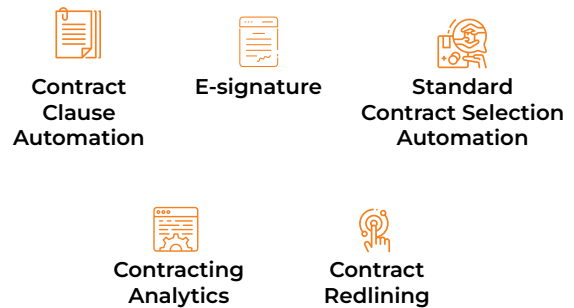 Contract
Clause
Automation
E-signature
Standard
Contract Selection
Automation
Contracting
Analytics
Contract
Redlining